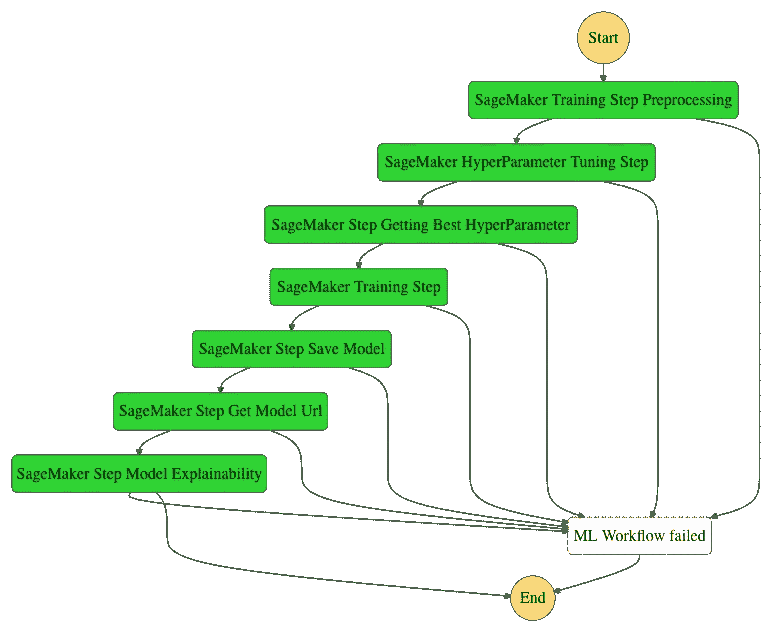 Start
SageMaker Training Step Preprocessing
SageMaker HyperParameter Tuning Step
SageMaker Step Getting Best HyperParameter
SageMaker Training Step
SageMaker Step Save Model
SageMaker Step Get Model Url
SageMaker Step Model Explainability
ML Workflow failed
End